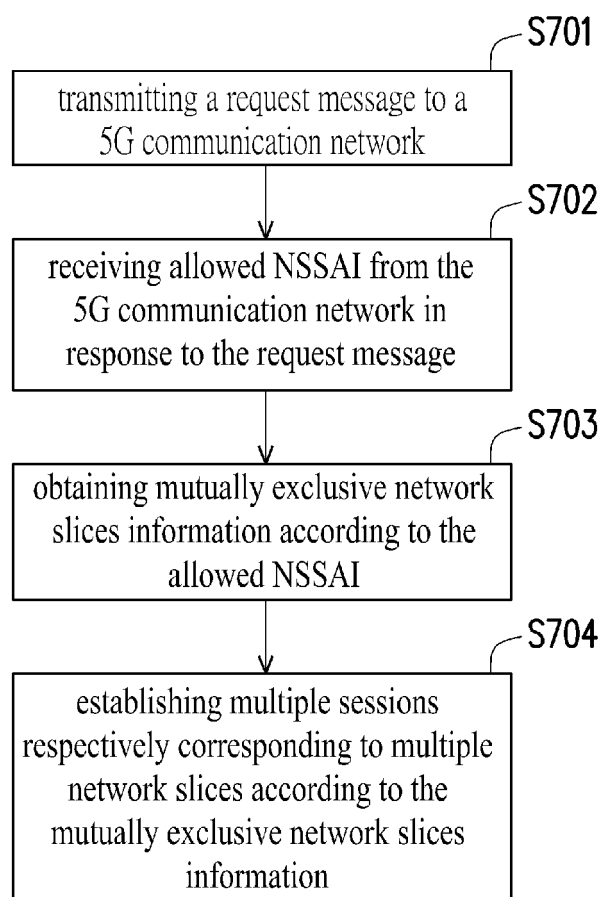 S701
transmitting a request message to a
5G communication network
S702
receiving allowed NSSAI from the
5G communication network in
response to the request message
S703
obtaining mutually exclusive network
slices information according to the
allowed NSSAI
S704
establishing multiple sessions
respectively corresponding to multiple
network slices according to the
mutually exclusive network slices
information